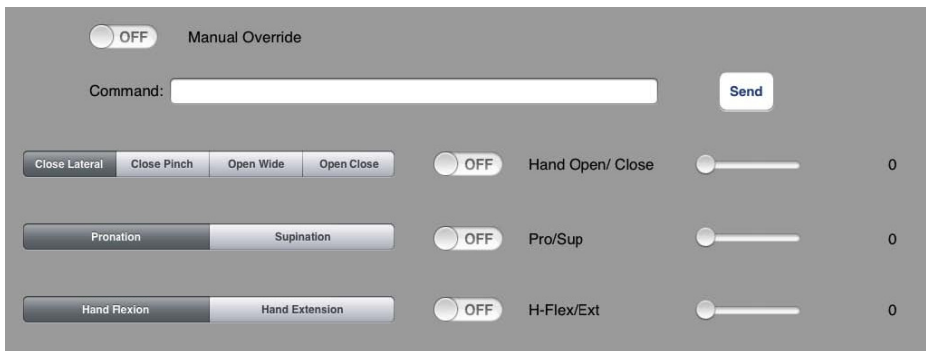 OFF Manual Override
Command: Send
Close Lateral Close Pinch Open Wide Open Close OFF Hand Open/ Close 0
Pronation Supination OFF Pro/Sup 0
Hand Flexion Hand Extension OFF H-Flex/Ext 0